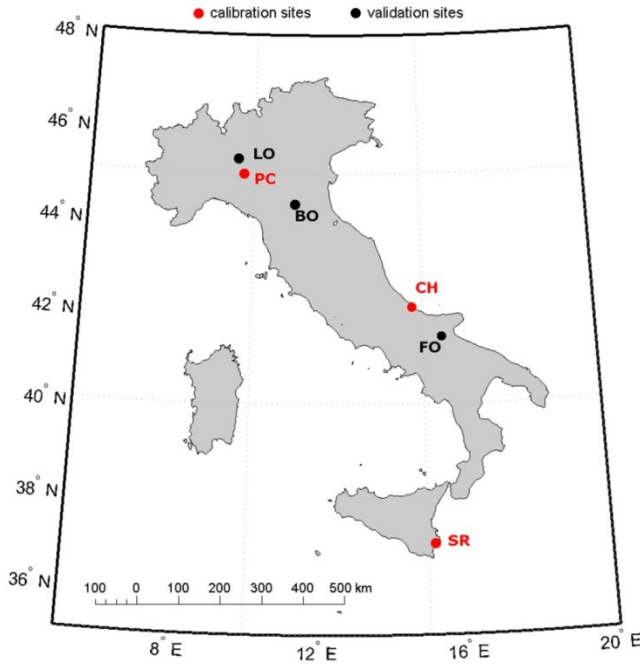 calibration sites   validation sites
48° N
46° N
LO
PC
44° N
BO
CH
42° N
FO
40° N
38° N
SR
36° N
100 0 100 200 300 400 500 km
8° E 12° E 16° E 20° E